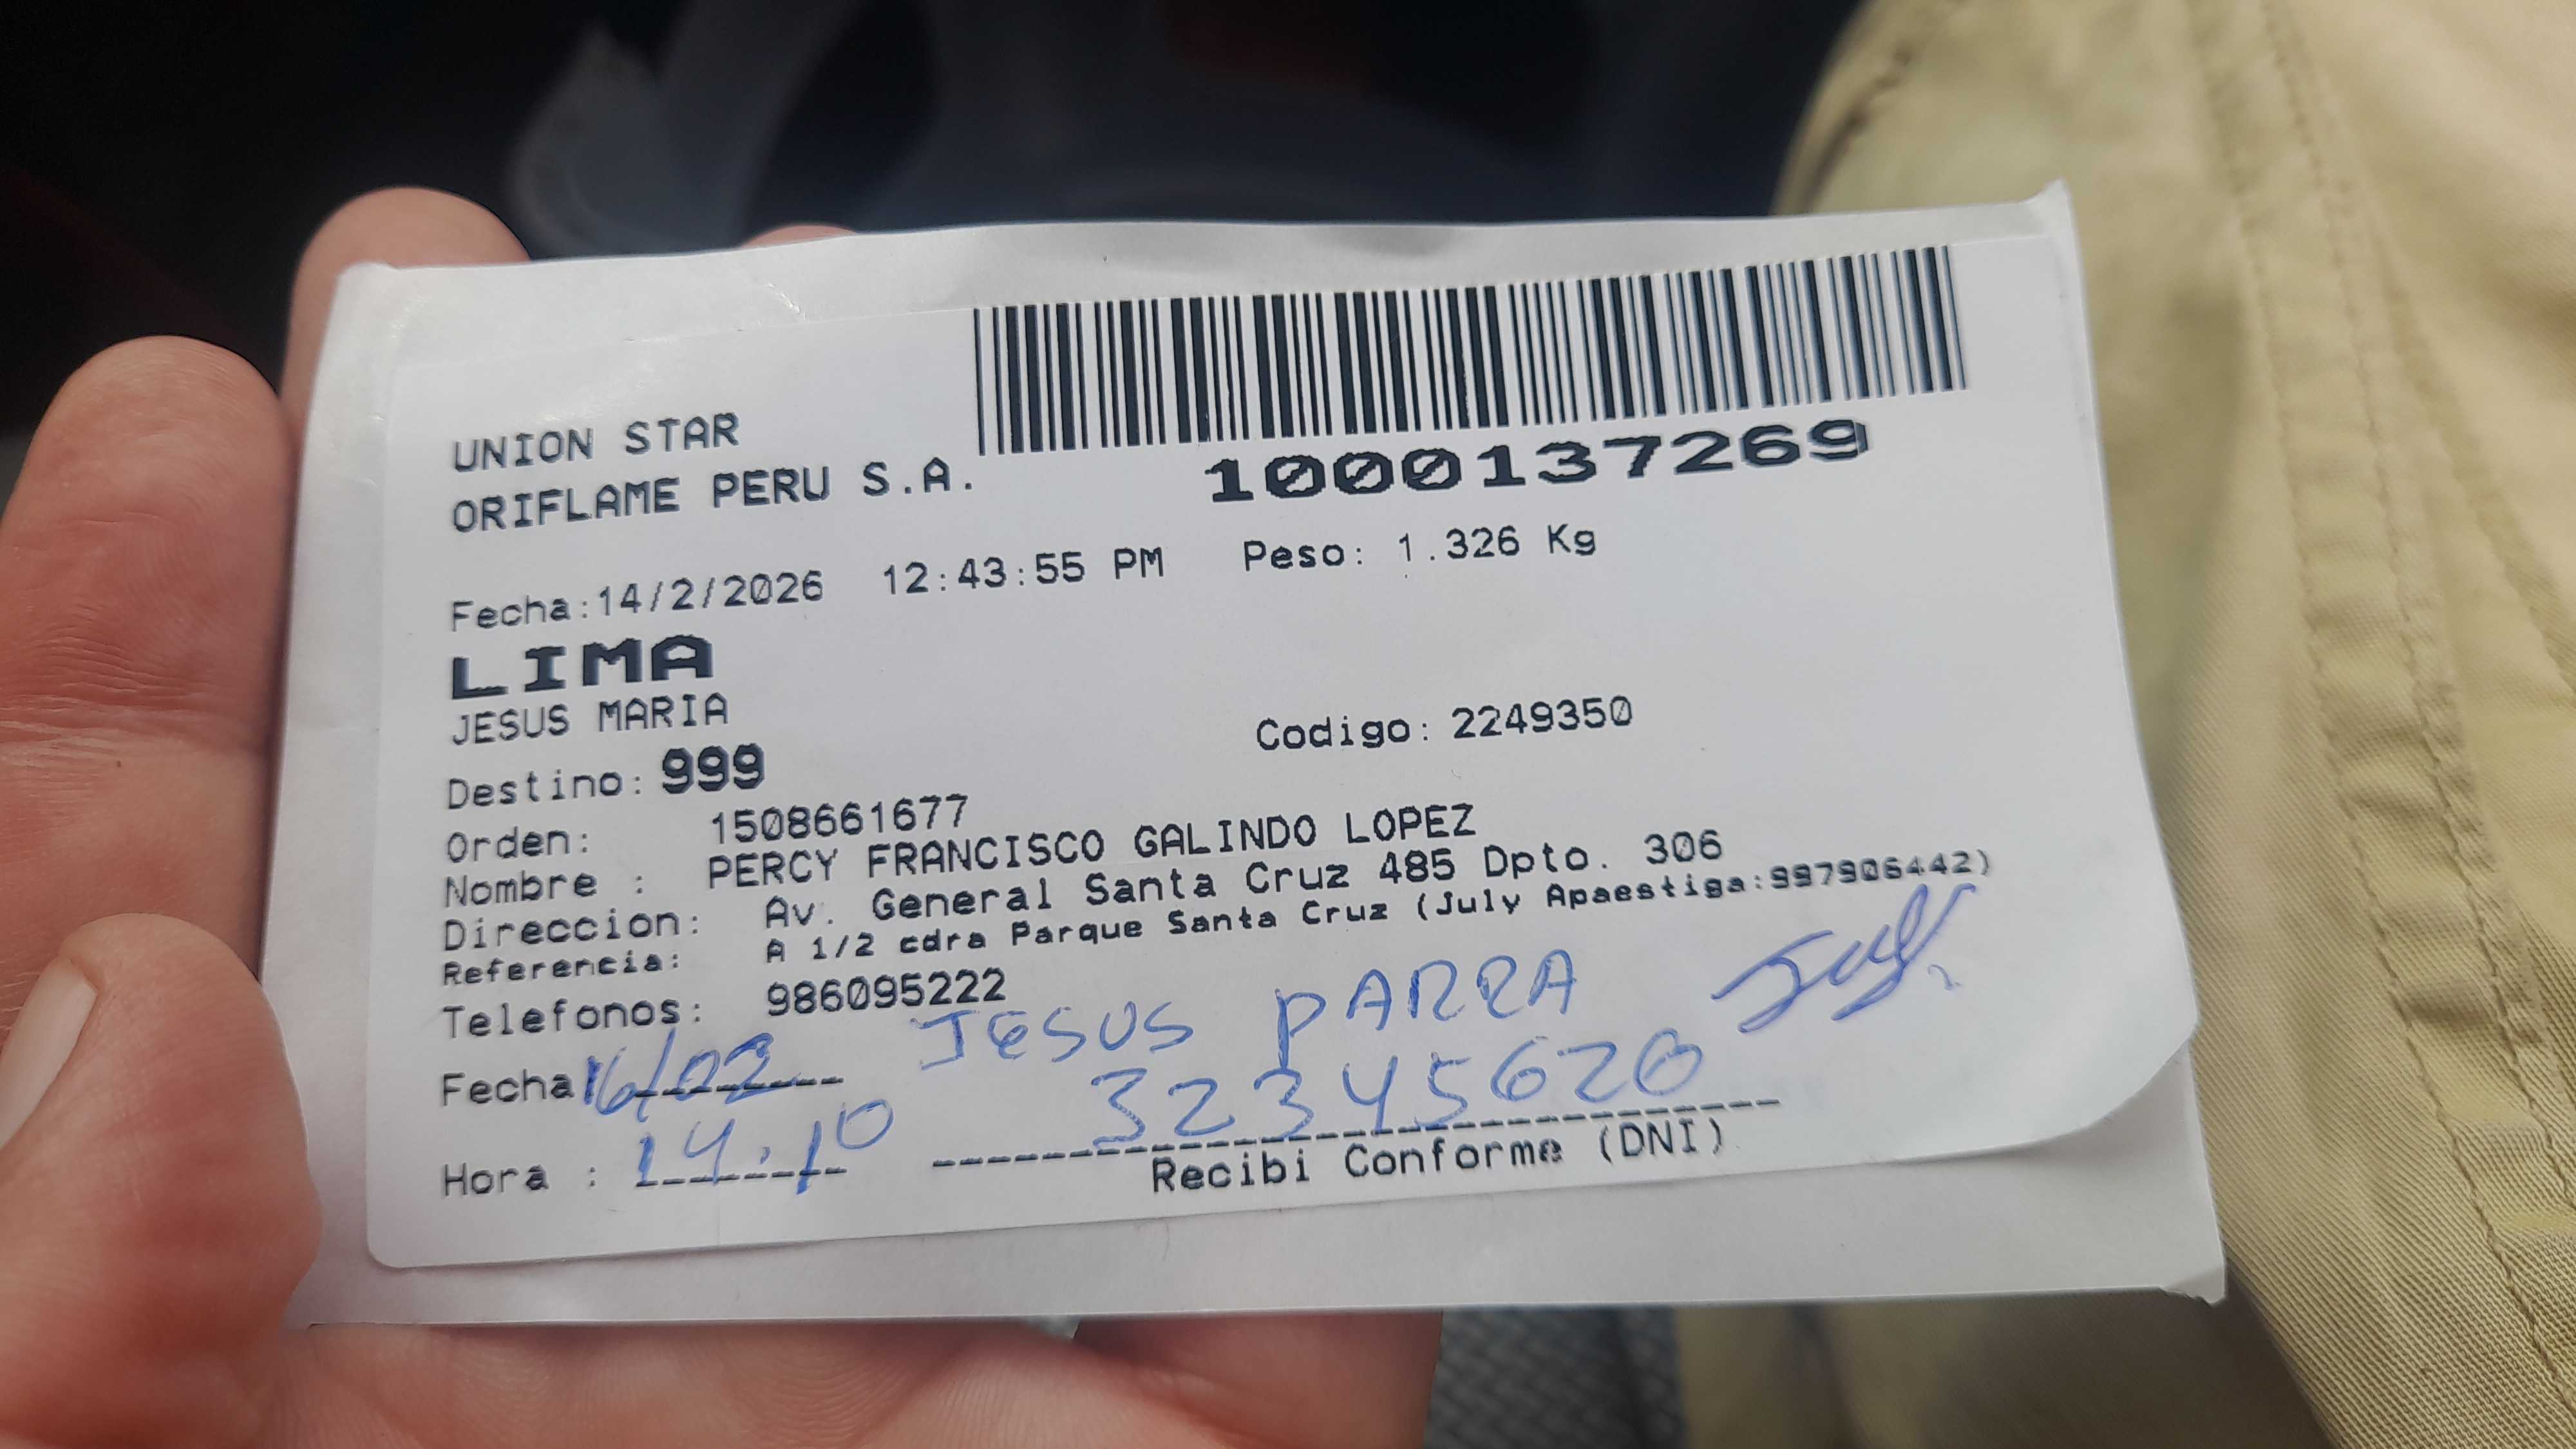 UNION STAR
ORIFLAME PERU S.A.
1000137269
Fecha:14/2/2026 12:43:55 PM Peso: 1.326 Kg
LIMA
JESUS MARIA
Destino: 999 Codigo: 2249350
Orden: 1508661677
Nombre : PERCY FRANCISCO GALINDO LOPEZ
Direccion: Av. General Santa Cruz 485 Dpto. 306
Referencia: A 1/2 cdra Parque Santa Cruz (July Apaestiga:997906442)
Telefonos: 986095222
JESUS PARRA
Fecha 16/02
32345620
Hora : 14.10
Recibi Conforme (DNI)